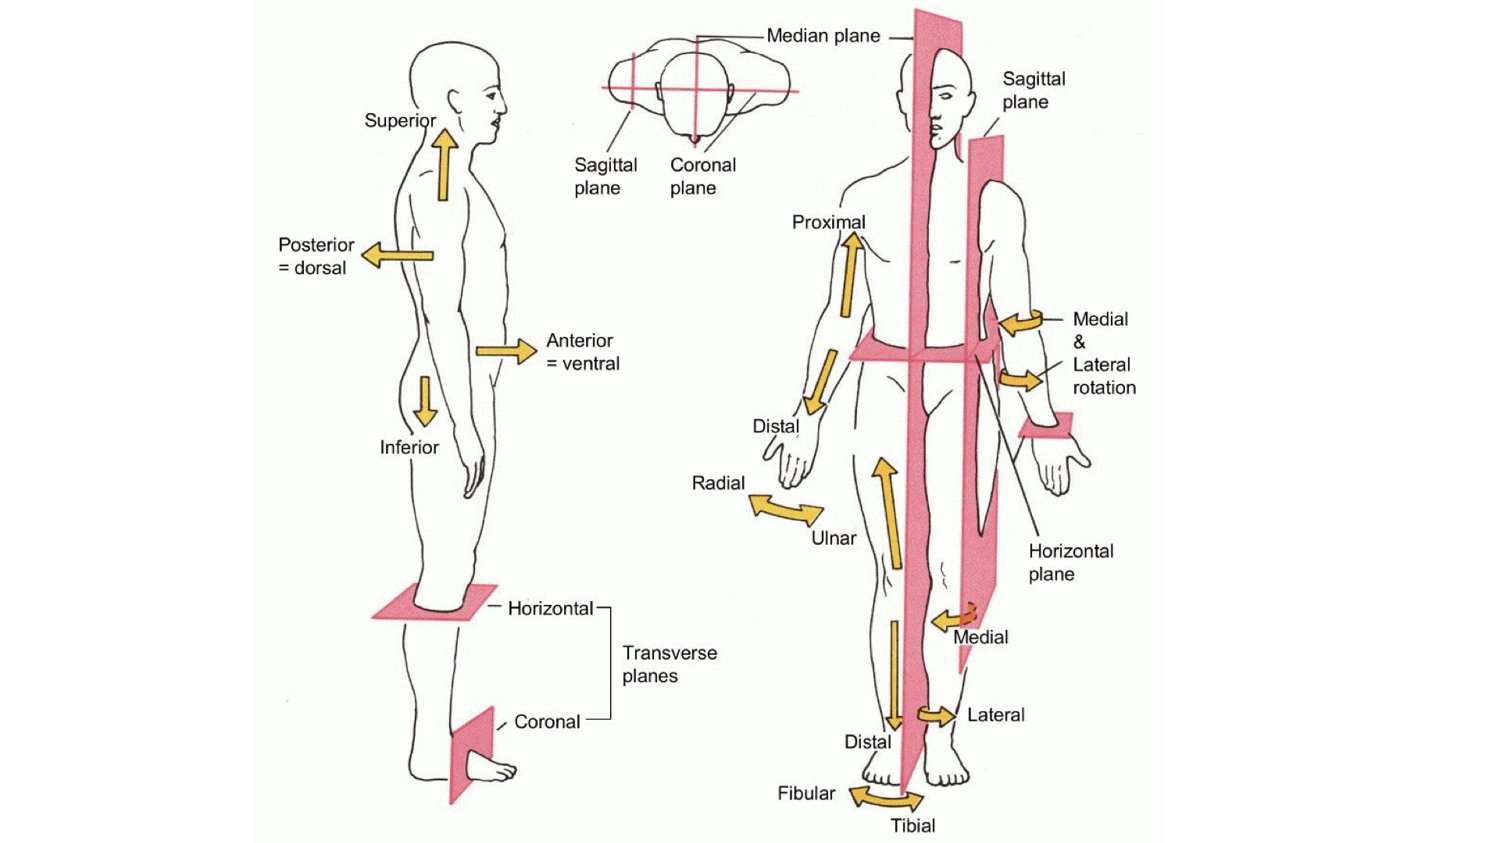 Median plane
Sagittal
plane
Superior
Sagittal
plane
Coronal
plane
Proximal
Posterior
= dorsal
Anterior
= ventral
Medial
&
Lateral
rotation
Inferior
Distal
Radial
Ulnar
Horizontal
plane
Horizontal
Medial
Transverse
planes
Coronal
Lateral
Distal
Fibular
Tibial